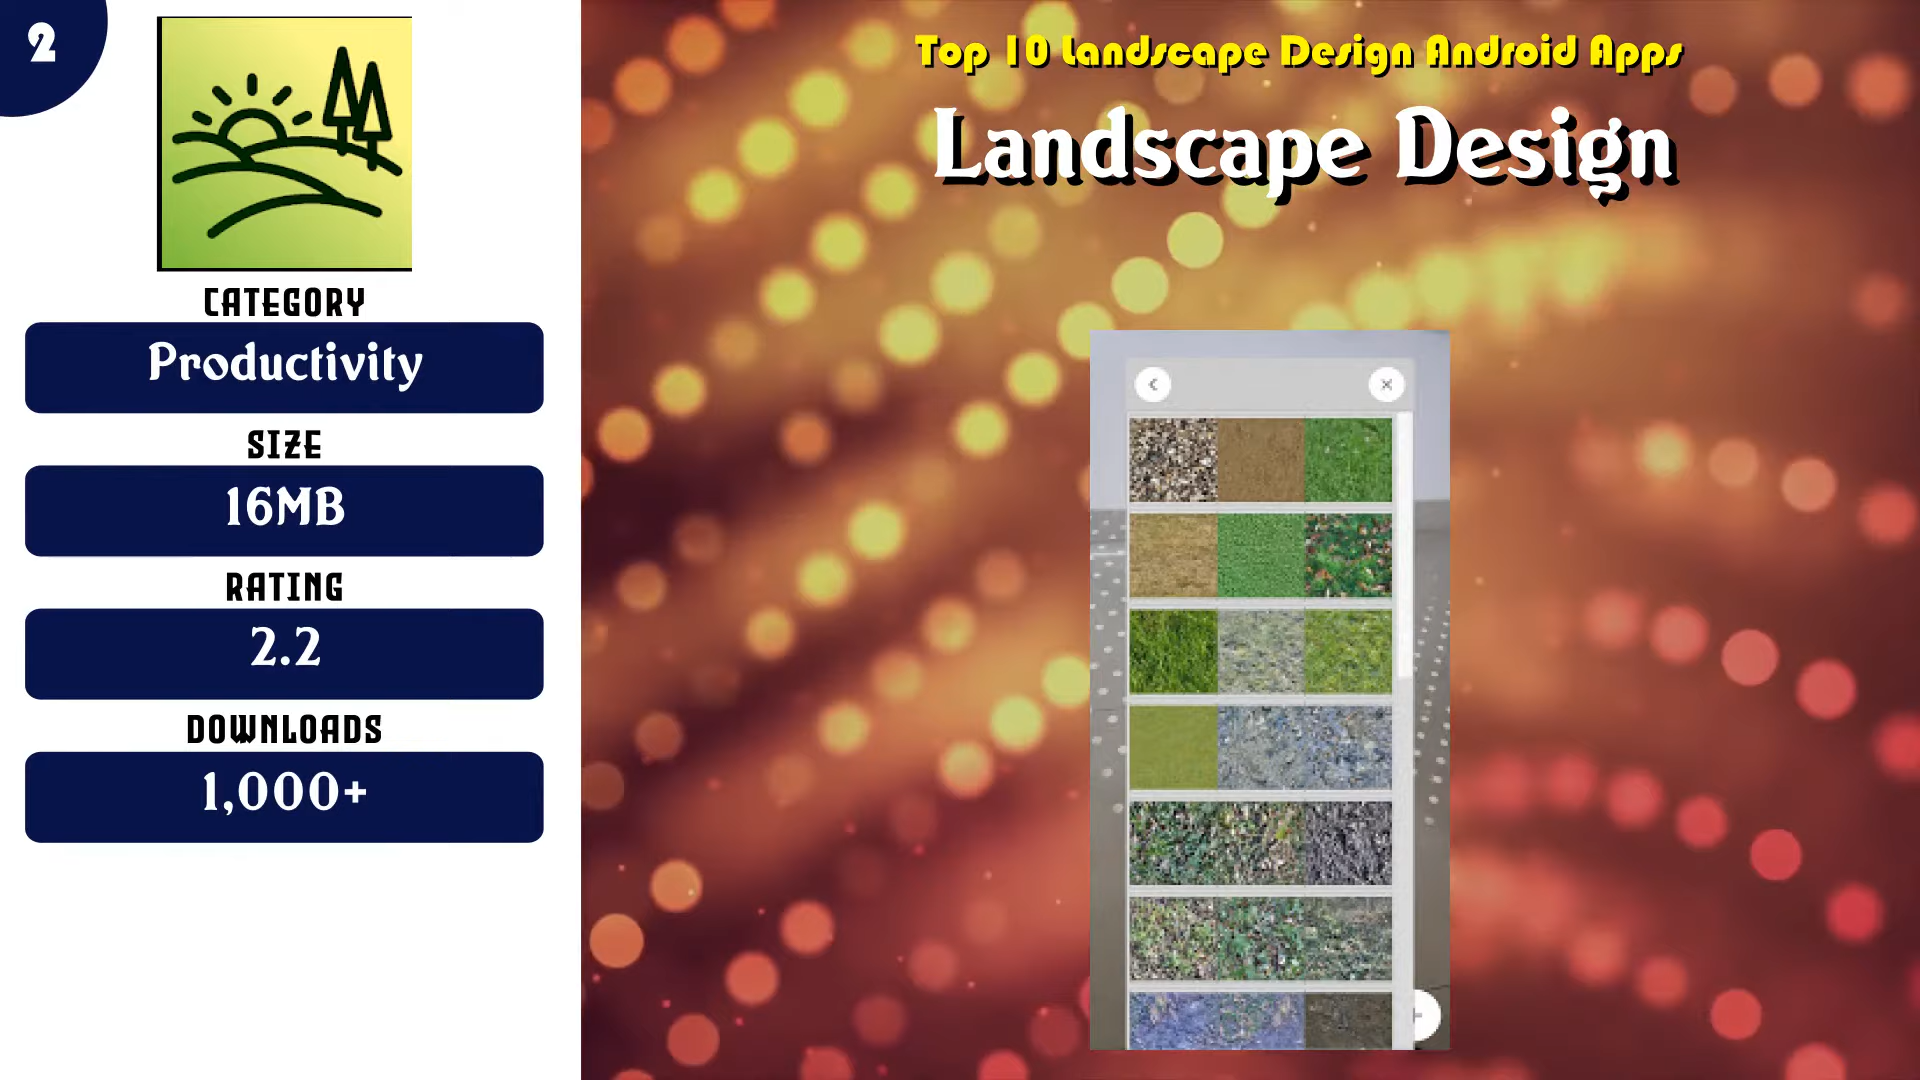 2
CATEGORY
Productivity
SIZE
16MB
RATING
2.2
DOWNLOADS
1,000+
Top 10 Landscape Design Android Apps
Landscape Design